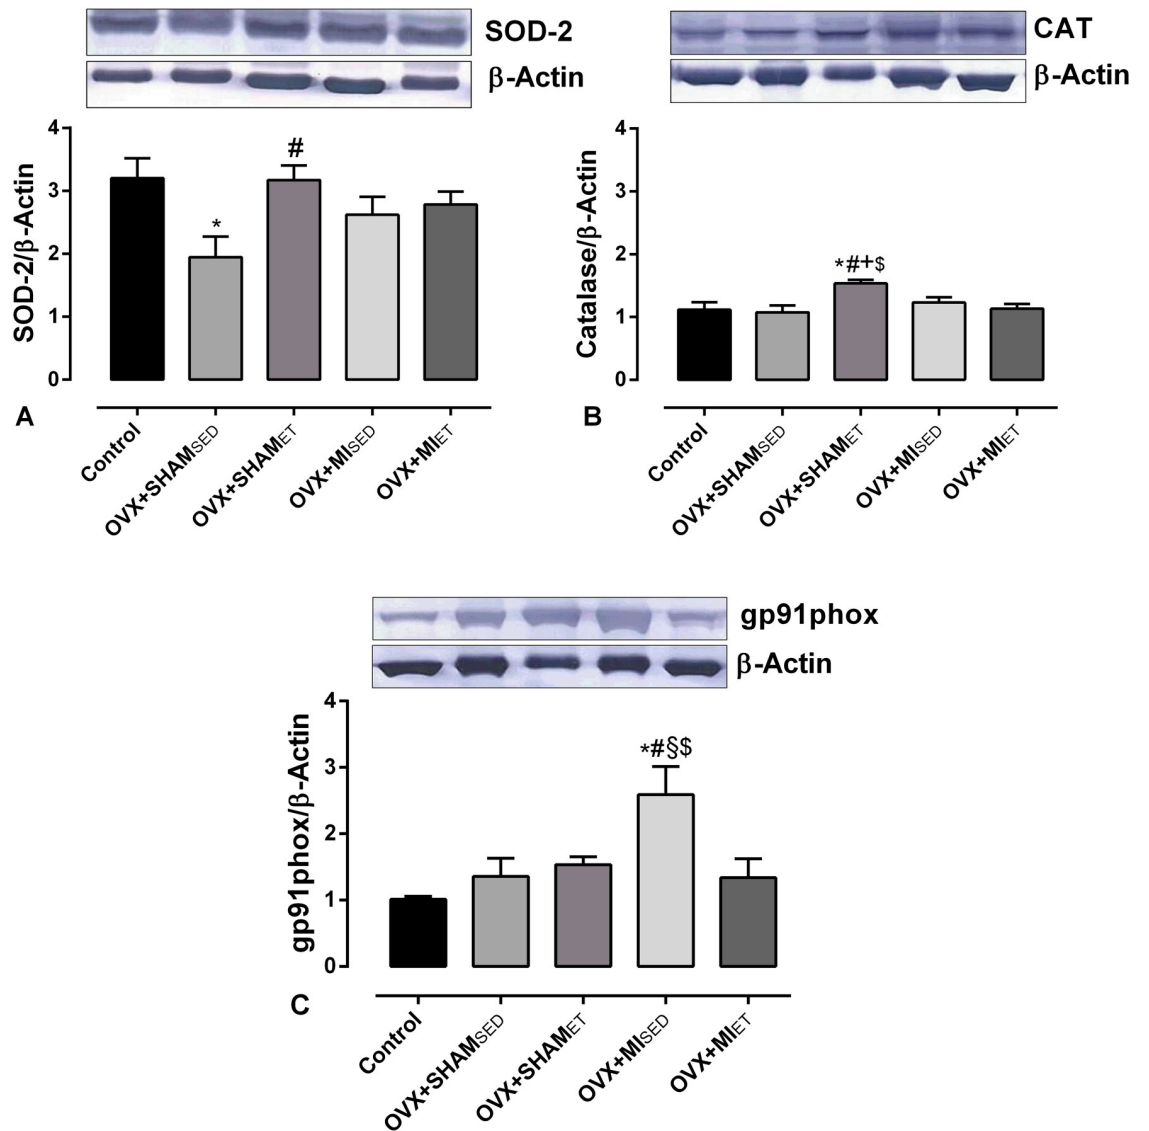 SOD-2
β-Actin
SOD-2/β-Actin
4
3
2
1
0
*
#
A
Control
OVX+SHAMSED
OVX+SHAMET
OVX+MISED
OVX+MIET
CAT
β-Actin
Catalase/β-Actin
4
3
2
1
0
*#+$
B
Control
OVX+SHAMSED
OVX+SHAMET
OVX+MISED
OVX+MIET
gp91phox
β-Actin
gp91phox/β-Actin
4
3
2
1
0
*#§$
C
Control
OVX+SHAMSED
OVX+SHAMET
OVX+MISED
OVX+MIET